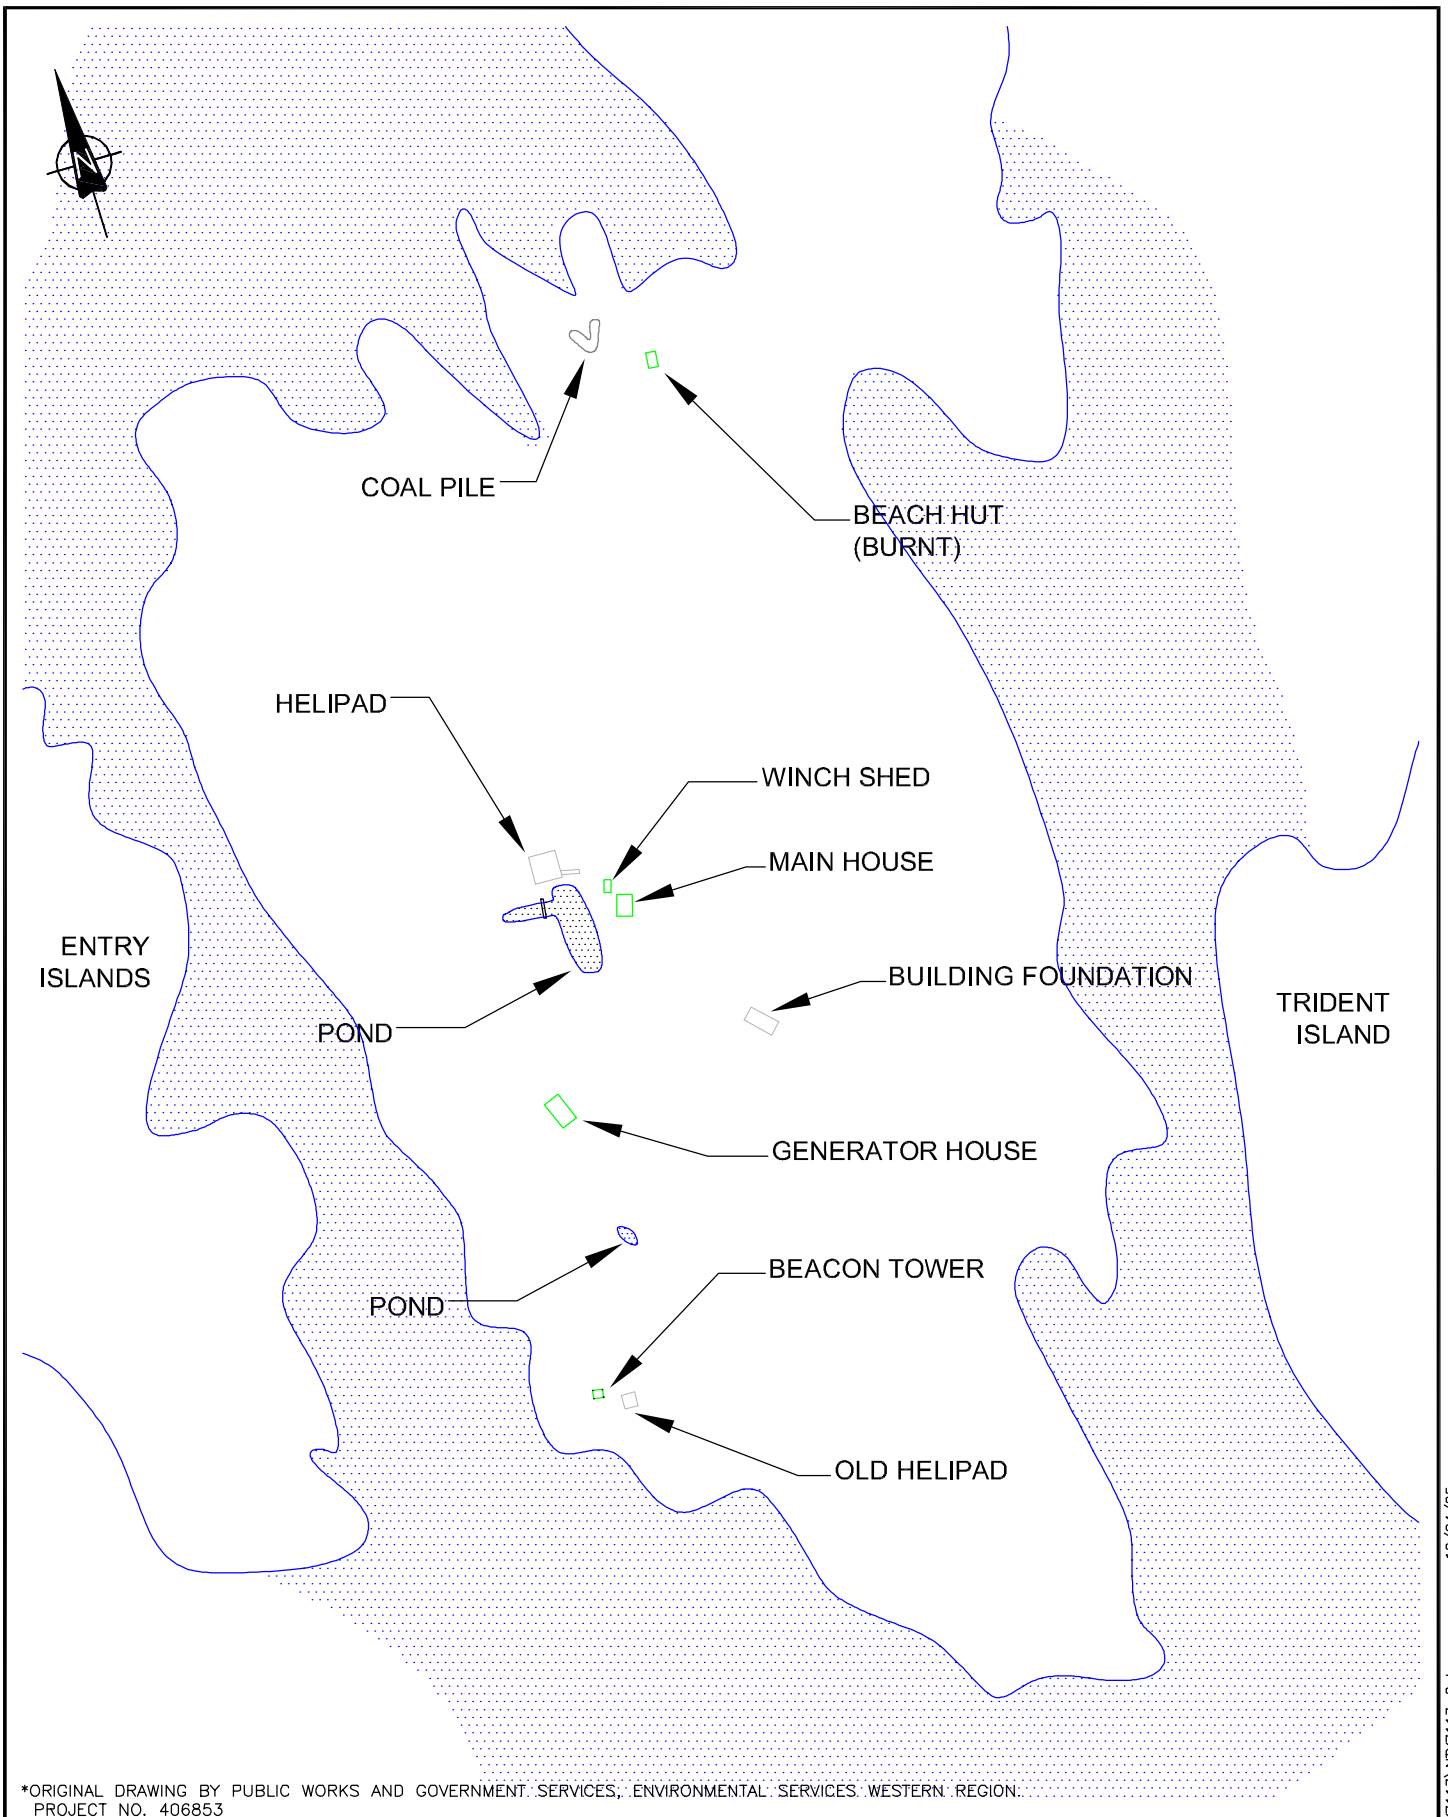 N
COAL PILE
BEACH HUT
(BURNT)
HELIPAD
WINCH SHED
MAIN HOUSE
ENTRY
ISLANDS
BUILDING FOUNDATION
TRIDENT
ISLAND
POND
GENERATOR HOUSE
BEACON TOWER
POND
OLD HELIPAD
*ORIGINAL DRAWING BY PUBLIC WORKS AND GOVERNMENT SERVICES, ENVIRONMENTAL SERVICES WESTERN REGION.
PROJECT NO. 406853